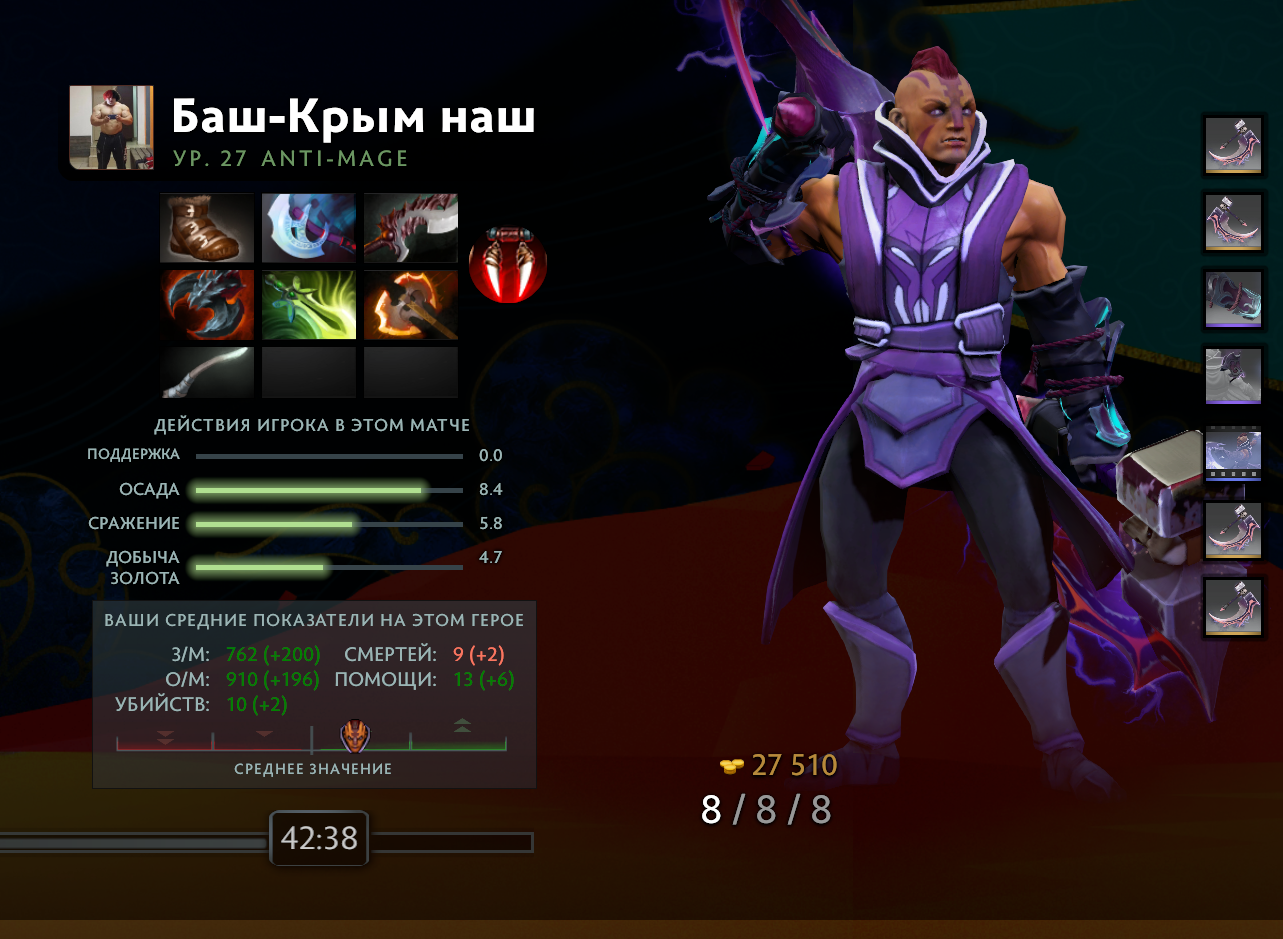 Баш-Крым наш
УР. 27 ANTI-MAGE
ДЕЙСТВИЯ ИГРОКА В ЭТОМ МАТЧЕ
ПОДДЕРЖКА 0.0
ОСАДА 8.4
СРАЖЕНИЕ 5.8
ДОБЫЧА
ЗОЛОТА 4.7
ВАШИ СРЕДНИЕ ПОКАЗАТЕЛИ НА ЭТОМ ГЕРОЕ
З/М: 762 (+200) СМЕРТЕЙ: 9 (+2)
О/М: 910 (+196) ПОМОЩИ: 13 (+6)
УБИЙСТВ: 10 (+2)
СРЕДНЕЕ ЗНАЧЕНИЕ
27 510
8 / 8 / 8
42:38